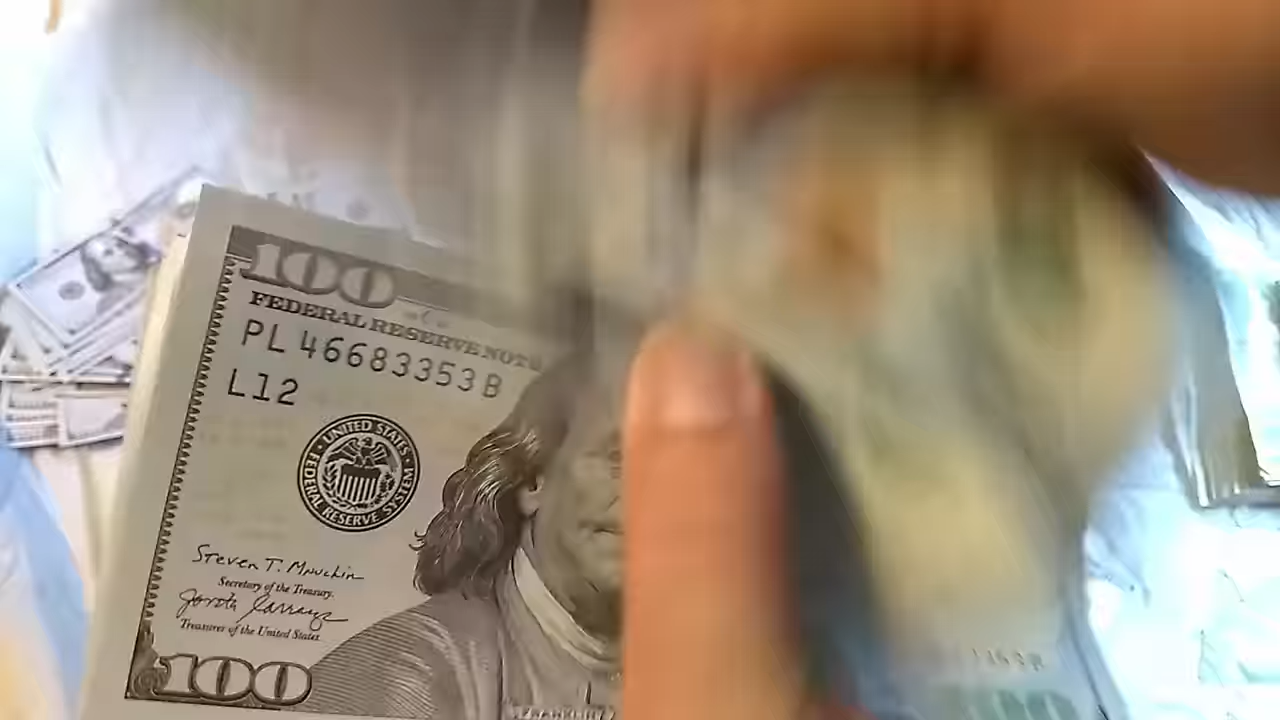 100
FEDERAL RESERVE NOTE
PL 46683353 B
L12
UNITED STATES
FEDERAL RESERVE SYSTEM
Steven T. Mnuchin
Secretary of the Treasury.
Treasurer of the United States.
100
FRANKLIN